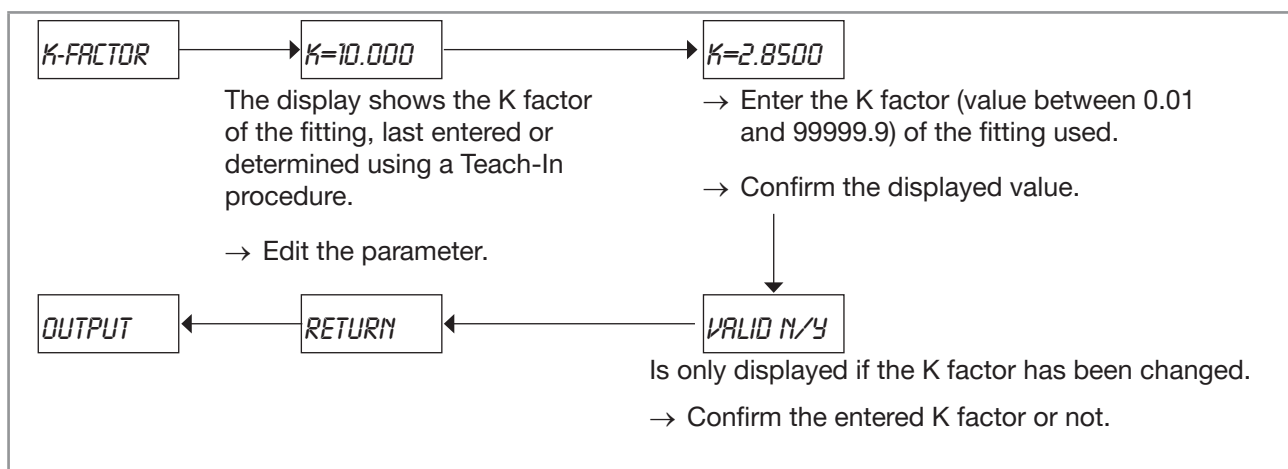 K-FACTOR
K=10.000
K=2.8500
The display shows the K factor
of the fitting, last entered or
determined using a Teach-In
procedure.
→ Edit the parameter.
→ Enter the K factor (value between 0.01
and 99999.9) of the fitting used.
→ Confirm the displayed value.
OUTPUT
RETURN
VALID N/Y
Is only displayed if the K factor has been changed.
→ Confirm the entered K factor or not.